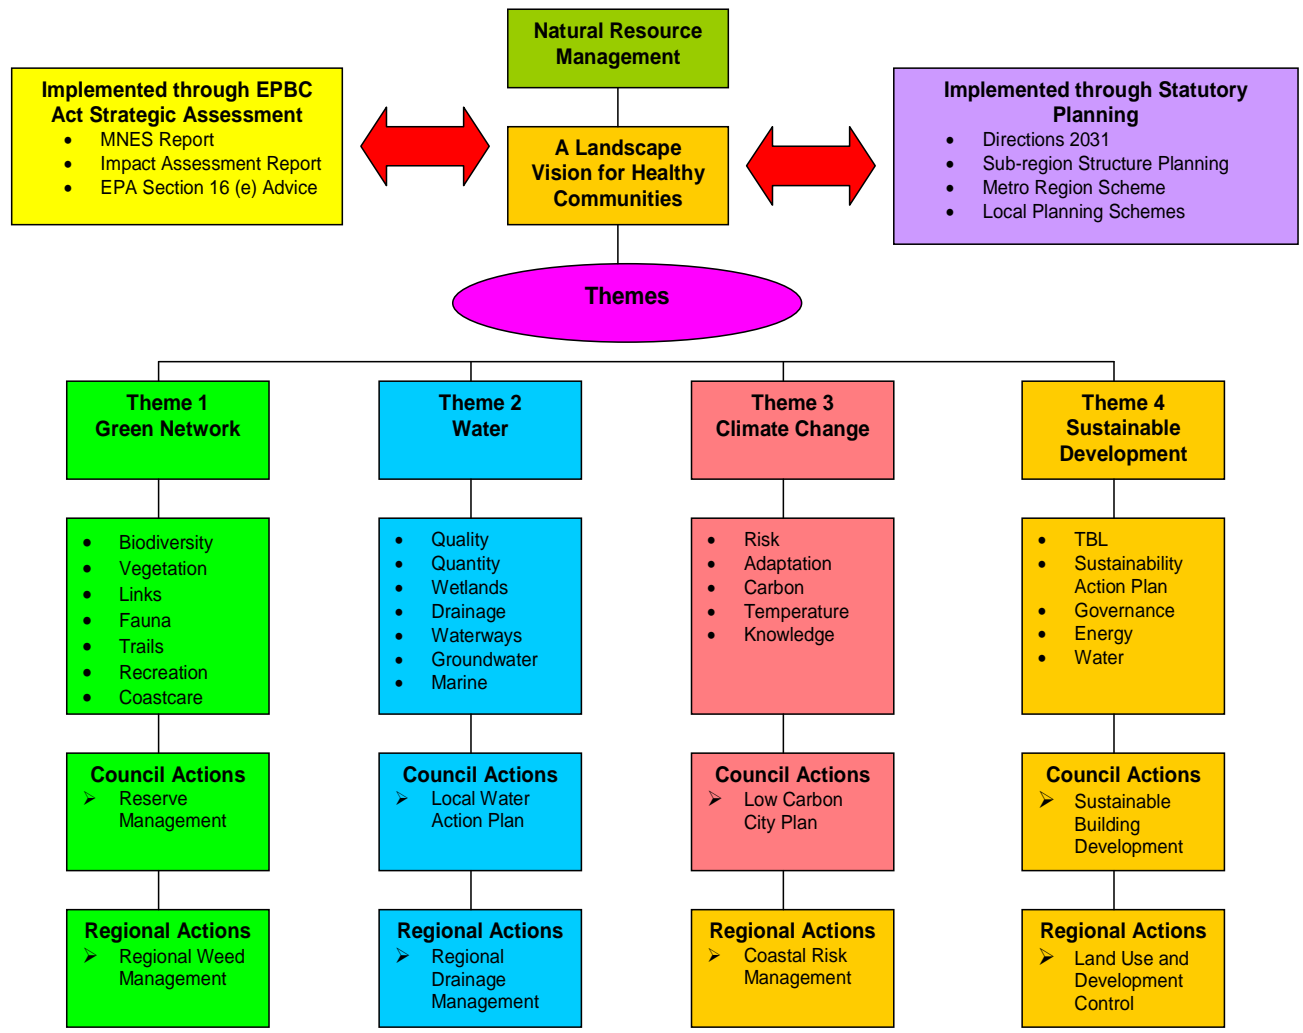 Natural Resource
Management
Implemented through EPBC
Act Strategic Assessment
• MNES Report
• Impact Assessment Report
• EPA Section 16 (e) Advice
A Landscape
Vision for Healthy
Communities
Implemented through Statutory
Planning
• Directions 2031
• Sub-region Structure Planning
• Metro Region Scheme
• Local Planning Schemes
Themes
Theme 1
Green Network
• Biodiversity
• Vegetation
• Links
• Fauna
• Trails
• Recreation
• Coastcare
Council Actions
➢ Reserve
Management
Regional Actions
➢ Regional Weed
Management
Theme 2
Water
• Quality
• Quantity
• Wetlands
• Drainage
• Waterways
• Groundwater
• Marine
Council Actions
➢ Local Water
Action Plan
Regional Actions
➢ Regional
Drainage
Management
Theme 3
Climate Change
• Risk
• Adaptation
• Carbon
• Temperature
• Knowledge
Council Actions
➢ Low Carbon
City Plan
Regional Actions
➢ Coastal Risk
Management
Theme 4
Sustainable
Development
• TBL
• Sustainability
Action Plan
• Governance
• Energy
• Water
Council Actions
➢ Sustainable
Building
Development
Regional Actions
➢ Land Use and
Development
Control